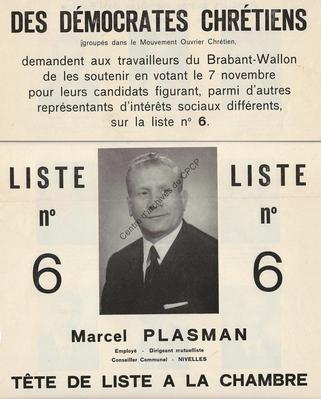 DES DÉMOCRATES CHRÉTIENS
(groupés dans le Mouvement Ouvrier Chrétien,
demandent aux travailleurs du Brabant-Wallon
de les soutenir en votant le 7 novembre
pour leurs candidats figurant, parmi d'autres
représentants d'intérêts sociaux différents,
sur la liste n° 6.
LISTE
n°
6
Centre d'archives du CPCP
LISTE
n°
6
Marcel PLASMAN
Employé - Dirigeant mutuelliste
Conseiller Communal - NIVELLES
TÊTE DE LISTE A LA CHAMBRE